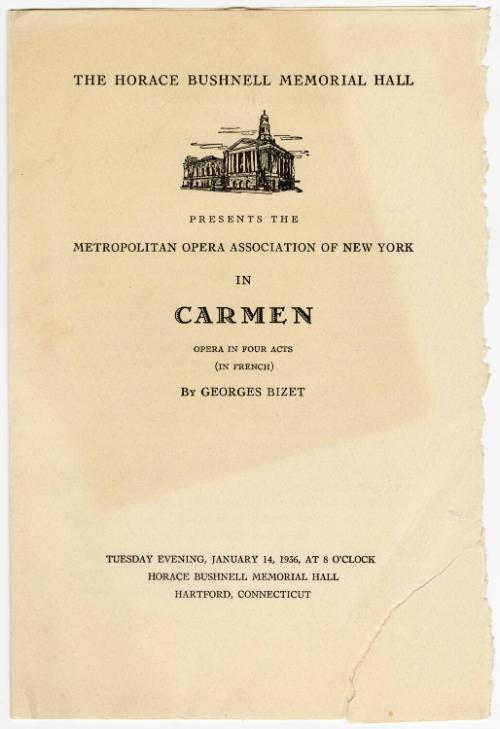 THE HORACE BUSHNELL MEMORIAL HALL
PRESENTS THE
METROPOLITAN OPERA ASSOCIATION OF NEW YORK
IN
CARMEN
OPERA IN FOUR ACTS
(IN FRENCH)
By GEORGES BIZET
TUESDAY EVENING, JANUARY 14, 1936, AT 8 O'CLOCK
HORACE BUSHNELL MEMORIAL HALL
HARTFORD, CONNECTICUT